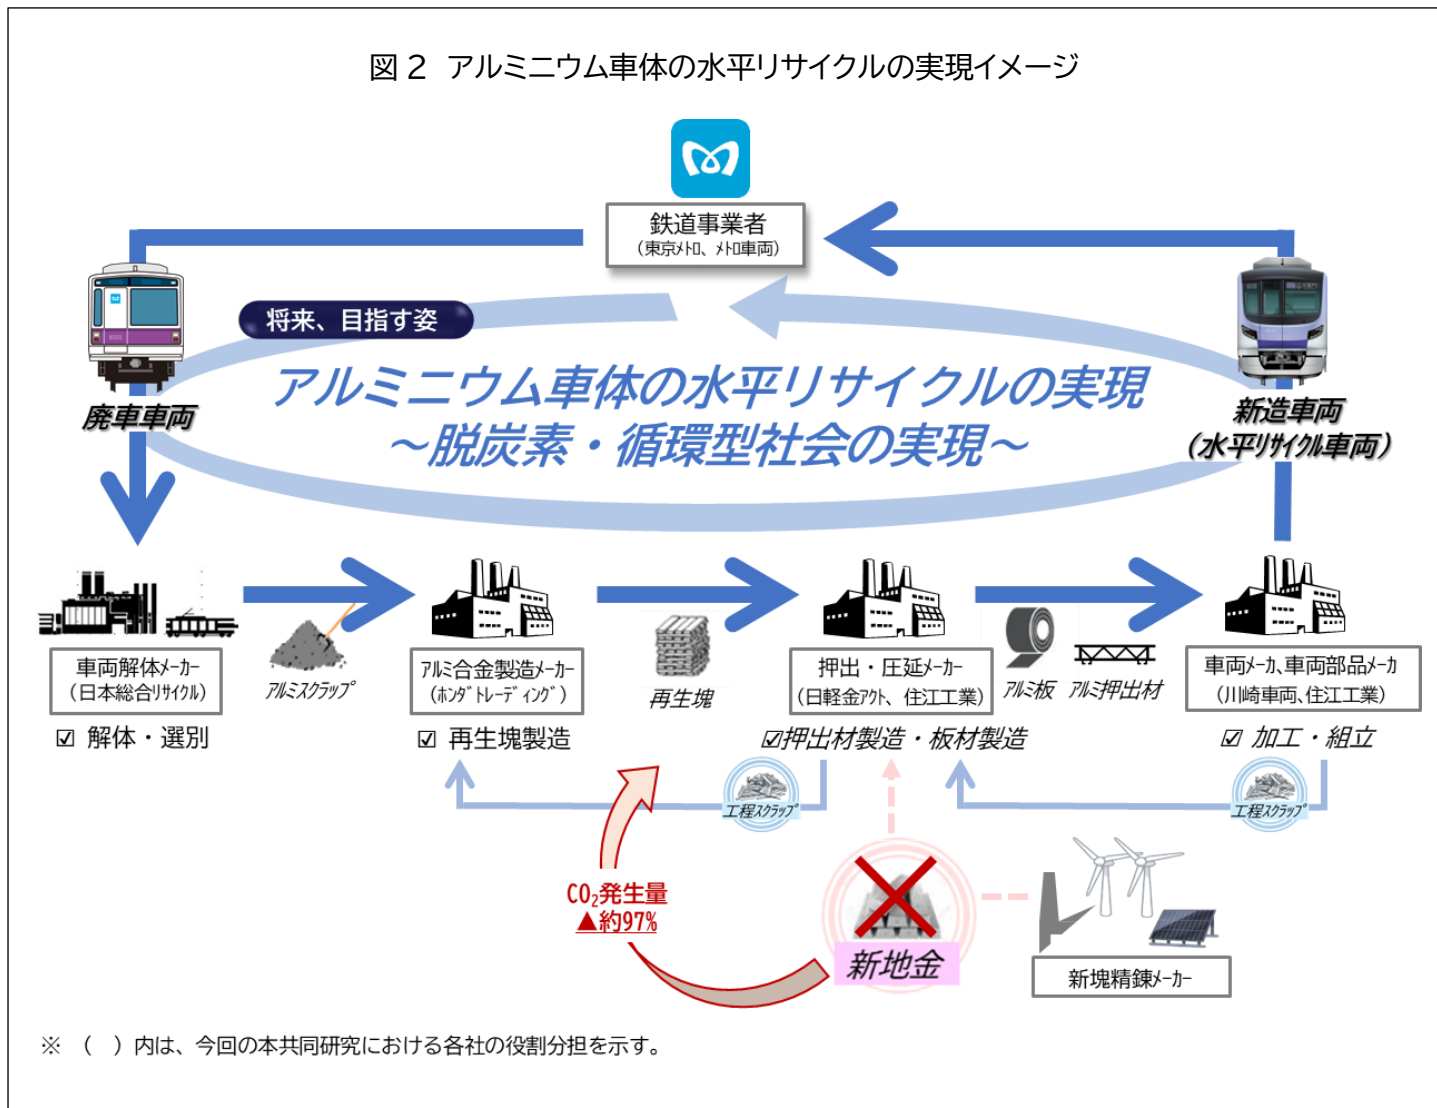 図２ アルミニウム車体の水平リサイクルの実現イメージ
鉄道事業者
（東京ﾒﾄﾛ、ﾒﾄﾛ車両）
将来、目指す姿
アルミニウム車体の水平リサイクルの実現
～脱炭素・循環型社会の実現～
廃車車両
新造車両
（水平ﾘｻｲｸﾙ車両）
車両解体ﾒｰｶｰ
（日本総合ﾘｻｲｸﾙ）
☑ 解体・選別
ｱﾙﾐｽｸﾗｯﾌﾟ
ｱﾙﾐ合金製造ﾒｰｶｰ
（ﾎﾝﾀﾞﾄﾚｰﾃﾞｨﾝｸﾞ）
☑ 再生塊製造
再生塊
押出・圧延ﾒｰｶｰ
（日軽金ｱｸﾄ、住江工業）
☑押出材製造・板材製造
ｱﾙﾐ板
ｱﾙﾐ押出材
車両ﾒｰｶ、車両部品ﾒｰｶ
（川崎車両、住江工業）
☑ 加工・組立
工程ｽｸﾗｯﾌﾟ
工程ｽｸﾗｯﾌﾟ
CO₂発生量
▲約97%
新地金
新塊精錬ﾒｰｶｰ
※ （ ）内は、今回の本共同研究における各社の役割分担を示す。